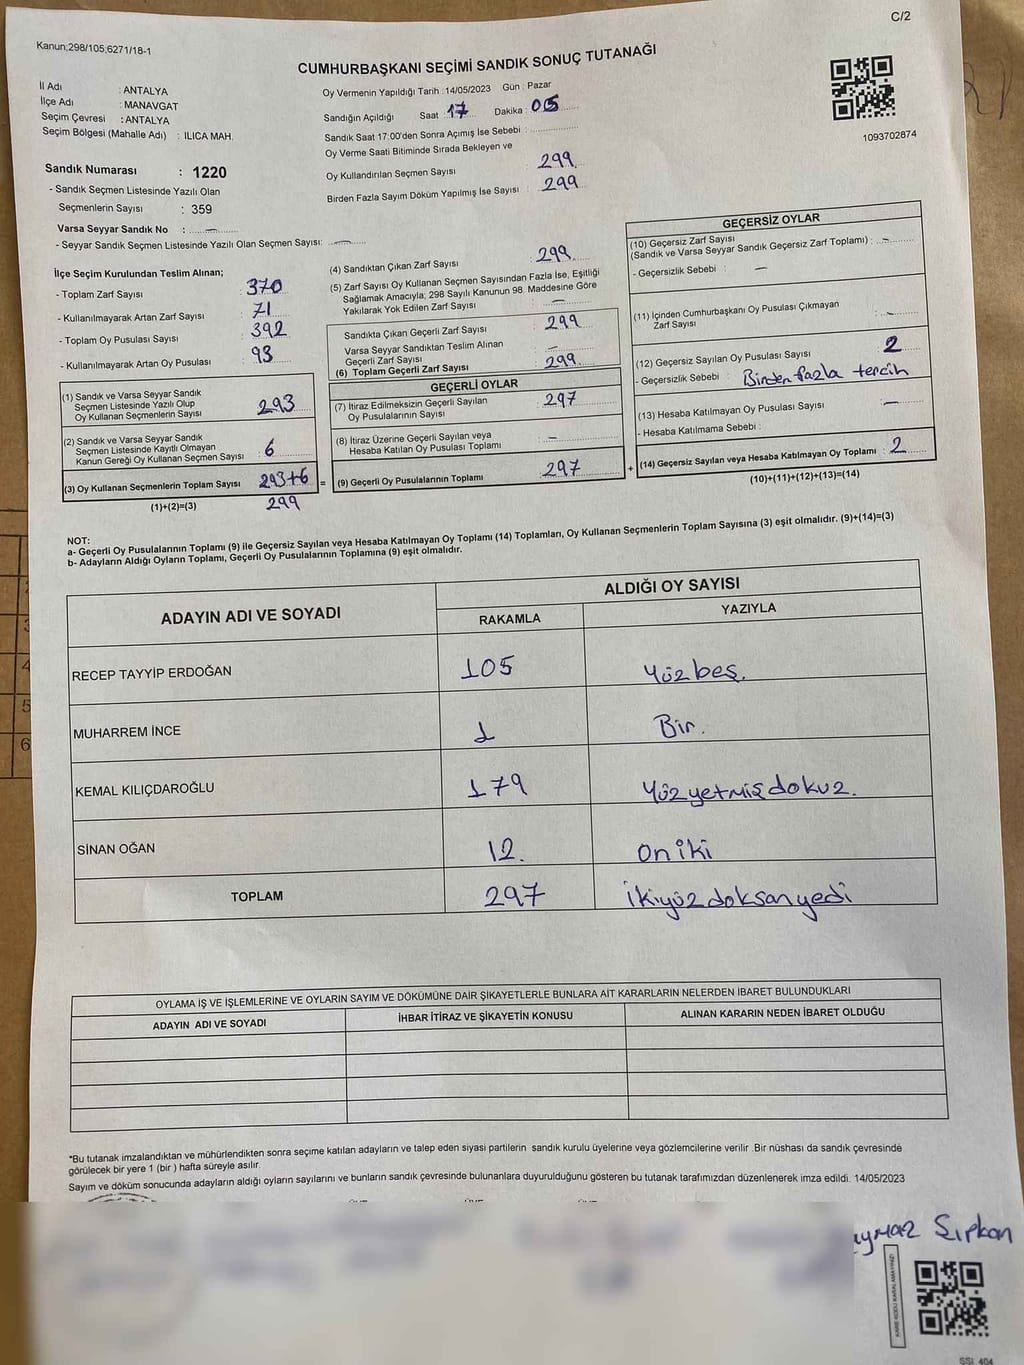 C/2
Kanun;298/105,6271/18-1
CUMHURBAŞKANI SEÇİMİ SANDIK SONUÇ TUTANAĞI
İl Adı : ANTALYA
İlçe Adı : MANAVGAT
Seçim Çevresi : ANTALYA
Seçim Bölgesi (Mahalle Adı) : ILICA MAH.
Sandık Numarası : 1220
- Sandık Seçmen Listesinde Yazılı Olan
Seçmenlerin Sayısı : 359
Varsa Seyyar Sandık No : —
- Seyyar Sandık Seçmen Listesinde Yazılı Olan Seçmen Sayısı: —
Oy Vermenin Yapıldığı Tarih : 14/05/2023 Gün : Pazar
Sandığın Açıldığı Saat : 17 Dakika : 05
Sandık Saat 17:00'den Sonra Açımış İse Sebebi :
Oy Verme Saati Bitiminde Sırada Bekleyen ve
Oy Kullandırılan Seçmen Sayısı : 299
Birden Fazla Sayım Döküm Yapılmış İse Sayısı : 299
1093702874
İlçe Seçim Kurulundan Teslim Alınan;
- Toplam Zarf Sayısı : 370
- Kullanılmayarak Artan Zarf Sayısı : 71
- Toplam Oy Pusulası Sayısı : 392
- Kullanılmayarak Artan Oy Pusulası : 93
(1) Sandık ve Varsa Seyyar Sandık
Seçmen Listesinde Yazılı Olup
Oy Kullanan Seçmenlerin Sayısı : 293
(2) Sandık ve Varsa Seyyar Sandık
Seçmen Listesinde Kayıtlı Olmayan
Kanun Gereği Oy Kullanan Seçmen Sayısı : 6
(3) Oy Kullanan Seçmenlerin Toplam Sayısı : 293+6 =
(1)+(2)=(3) 299
(4) Sandıktan Çıkan Zarf Sayısı : 299
(5) Zarf Sayısı Oy Kullanan Seçmen Sayısından Fazla İse, Eşitliği
Sağlamak Amacıyla; 298 Sayılı Kanunun 98. Maddesine Göre
Yakılarak Yok Edilen Zarf Sayısı : —
Sandıkta Çıkan Geçerli Zarf Sayısı : 299
Varsa Seyyar Sandıktan Teslim Alınan
Geçerli Zarf Sayısı : —
(6) Toplam Geçerli Zarf Sayısı : 299
GEÇERLİ OYLAR
(7) İtiraz Edilmeksizin Geçerli Sayılan
Oy Pusulalarının Sayısı : 297
(8) İtiraz Üzerine Geçerli Sayılan veya
Hesaba Katılan Oy Pusulası Toplamı : —
(9) Geçerli Oy Pusulalarının Toplamı : 297 +
GEÇERSİZ OYLAR
(10) Geçersiz Zarf Sayısı
(Sandık ve Varsa Seyyar Sandık Geçersiz Zarf Toplamı) : —
- Geçersizlik Sebebi : —
(11) İçinden Cumhurbaşkanı Oy Pusulası Çıkmayan
Zarf Sayısı : —
(12) Geçersiz Sayılan Oy Pusulası Sayısı : 2
- Geçersizlik Sebebi : Birden fazla tercih
(13) Hesaba Katılmayan Oy Pusulası Sayısı : —
- Hesaba Katılmama Sebebi :
(14) Geçersiz Sayılan veya Hesaba Katılmayan Oy Toplamı : 2
(10)+(11)+(12)+(13)=(14)
NOT:
a- Geçerli Oy Pusulalarının Toplamı (9) ile Geçersiz Sayılan veya Hesaba Katılmayan Oy Toplamı (14) Toplamları, Oy Kullanan Seçmenlerin Toplam Sayısına (3) eşit olmalıdır. (9)+(14)=(3)
b- Adayların Aldığı Oyların Toplamı, Geçerli Oy Pusulalarının Toplamına (9) eşit olmalıdır.
ADAYIN ADI VE SOYADI
ALDIĞI OY SAYISI
RAKAMLA YAZIYLA
RECEP TAYYİP ERDOĞAN 105 Yüzbeş.
MUHARREM İNCE 1 Bir.
KEMAL KILIÇDAROĞLU 179 Yüzyetmişdokuz.
SİNAN OĞAN 12. Oniki
TOPLAM 297 İkiyüzdoksanyedi
OYLAMA İŞ VE İŞLEMLERİNE VE OYLARIN SAYIM VE DÖKÜMÜNE DAİR ŞİKAYETLERLE BUNLARA AİT KARARLARIN NELERDEN İBARET BULUNDUKLARI
ADAYIN ADI VE SOYADI İHBAR İTİRAZ VE ŞİKAYETİN KONUSU ALINAN KARARIN NEDEN İBARET OLDUĞU
*Bu tutanak imzalandıktan ve mühürlendikten sonra seçime katılan adayların ve talep eden siyasi partilerin sandık kurulu üyelerine veya gözlemcilerine verilir .Bir nüshası da sandık çevresinde
görülecek bir yere 1 (bir ) hafta süreyle asılır.
Sayım ve döküm sonucunda adayların aldığı oyların sayılarını ve bunların sandık çevresinde bulunanlara duyurulduğunu gösteren bu tutanak tarafımızdan düzenlenerek imza edildi. 14/05/2023
KARE KODU KARALAMAYINIZ!
SSI_404